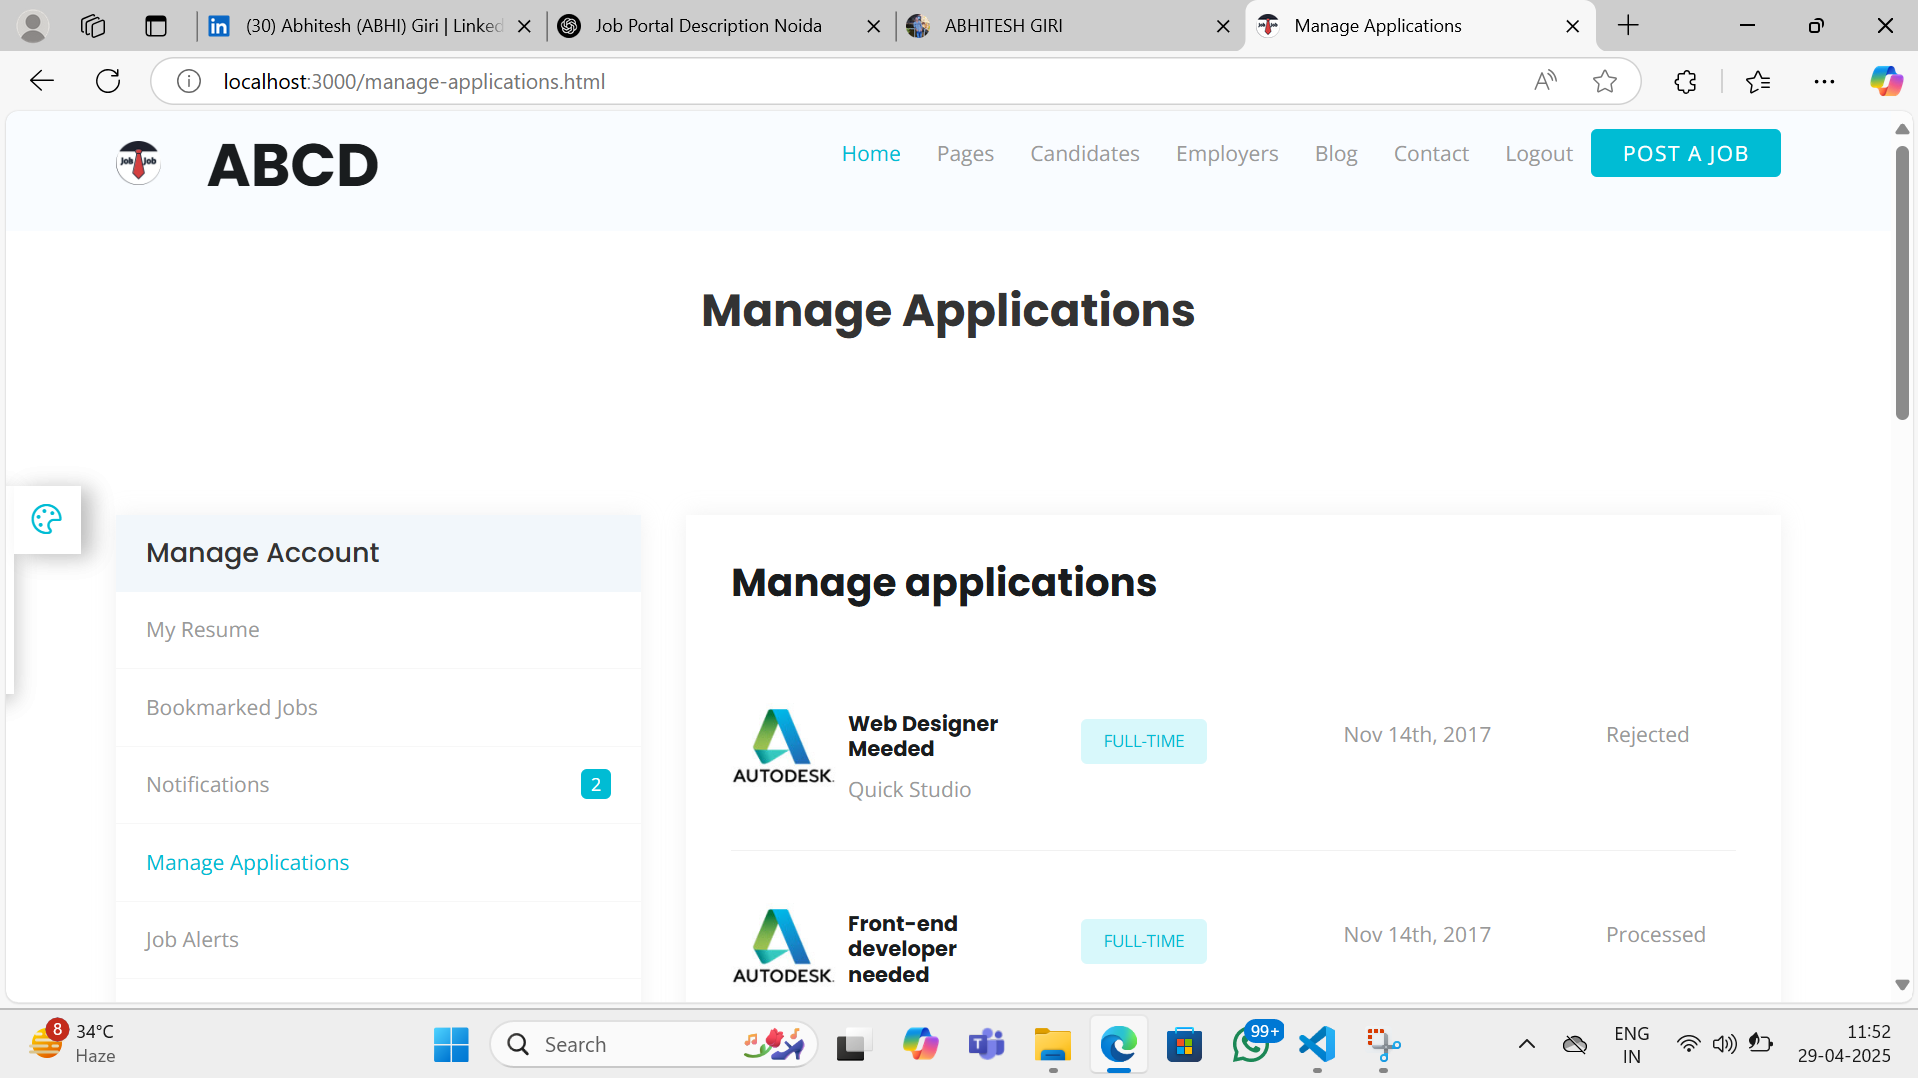 (30) Abhitesh (ABHI) Giri | Linked
Job Portal Description Noida
ABHITESH GIRI
Manage Applications
localhost:3000/manage-applications.html
Job Job
ABCD
Home
Pages
Candidates
Employers
Blog
Contact
Logout
POST A JOB
Manage Applications
Manage Account
My Resume
Bookmarked Jobs
Notifications
2
Manage Applications
Job Alerts
Manage applications
AUTODESK.
Web Designer
Meeded
Quick Studio
FULL-TIME
Nov 14th, 2017
Rejected
AUTODESK.
Front-end
developer
needed
FULL-TIME
Nov 14th, 2017
Processed
8
34°C
Haze
Search
99+
ENG
IN
11:52
29-04-2025